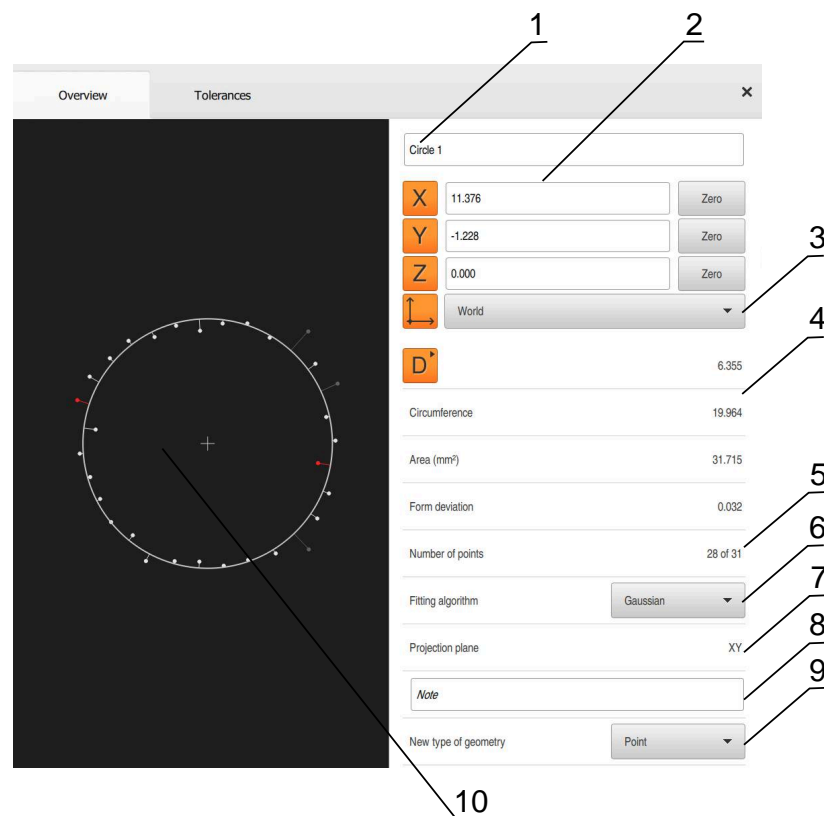 1 2
Overview Tolerances ×
Circle 1
X 11.376 Zero
Y -1.228 Zero
3
Z 0.000 Zero
World
4
D 6.355
Circumference 19.964
Area (mm²) 31.715
5
Form deviation 0.032
6
Number of points 28 of 31
7
Fitting algorithm Gaussian
8
Projection plane XY
9
Note
New type of geometry Point
10